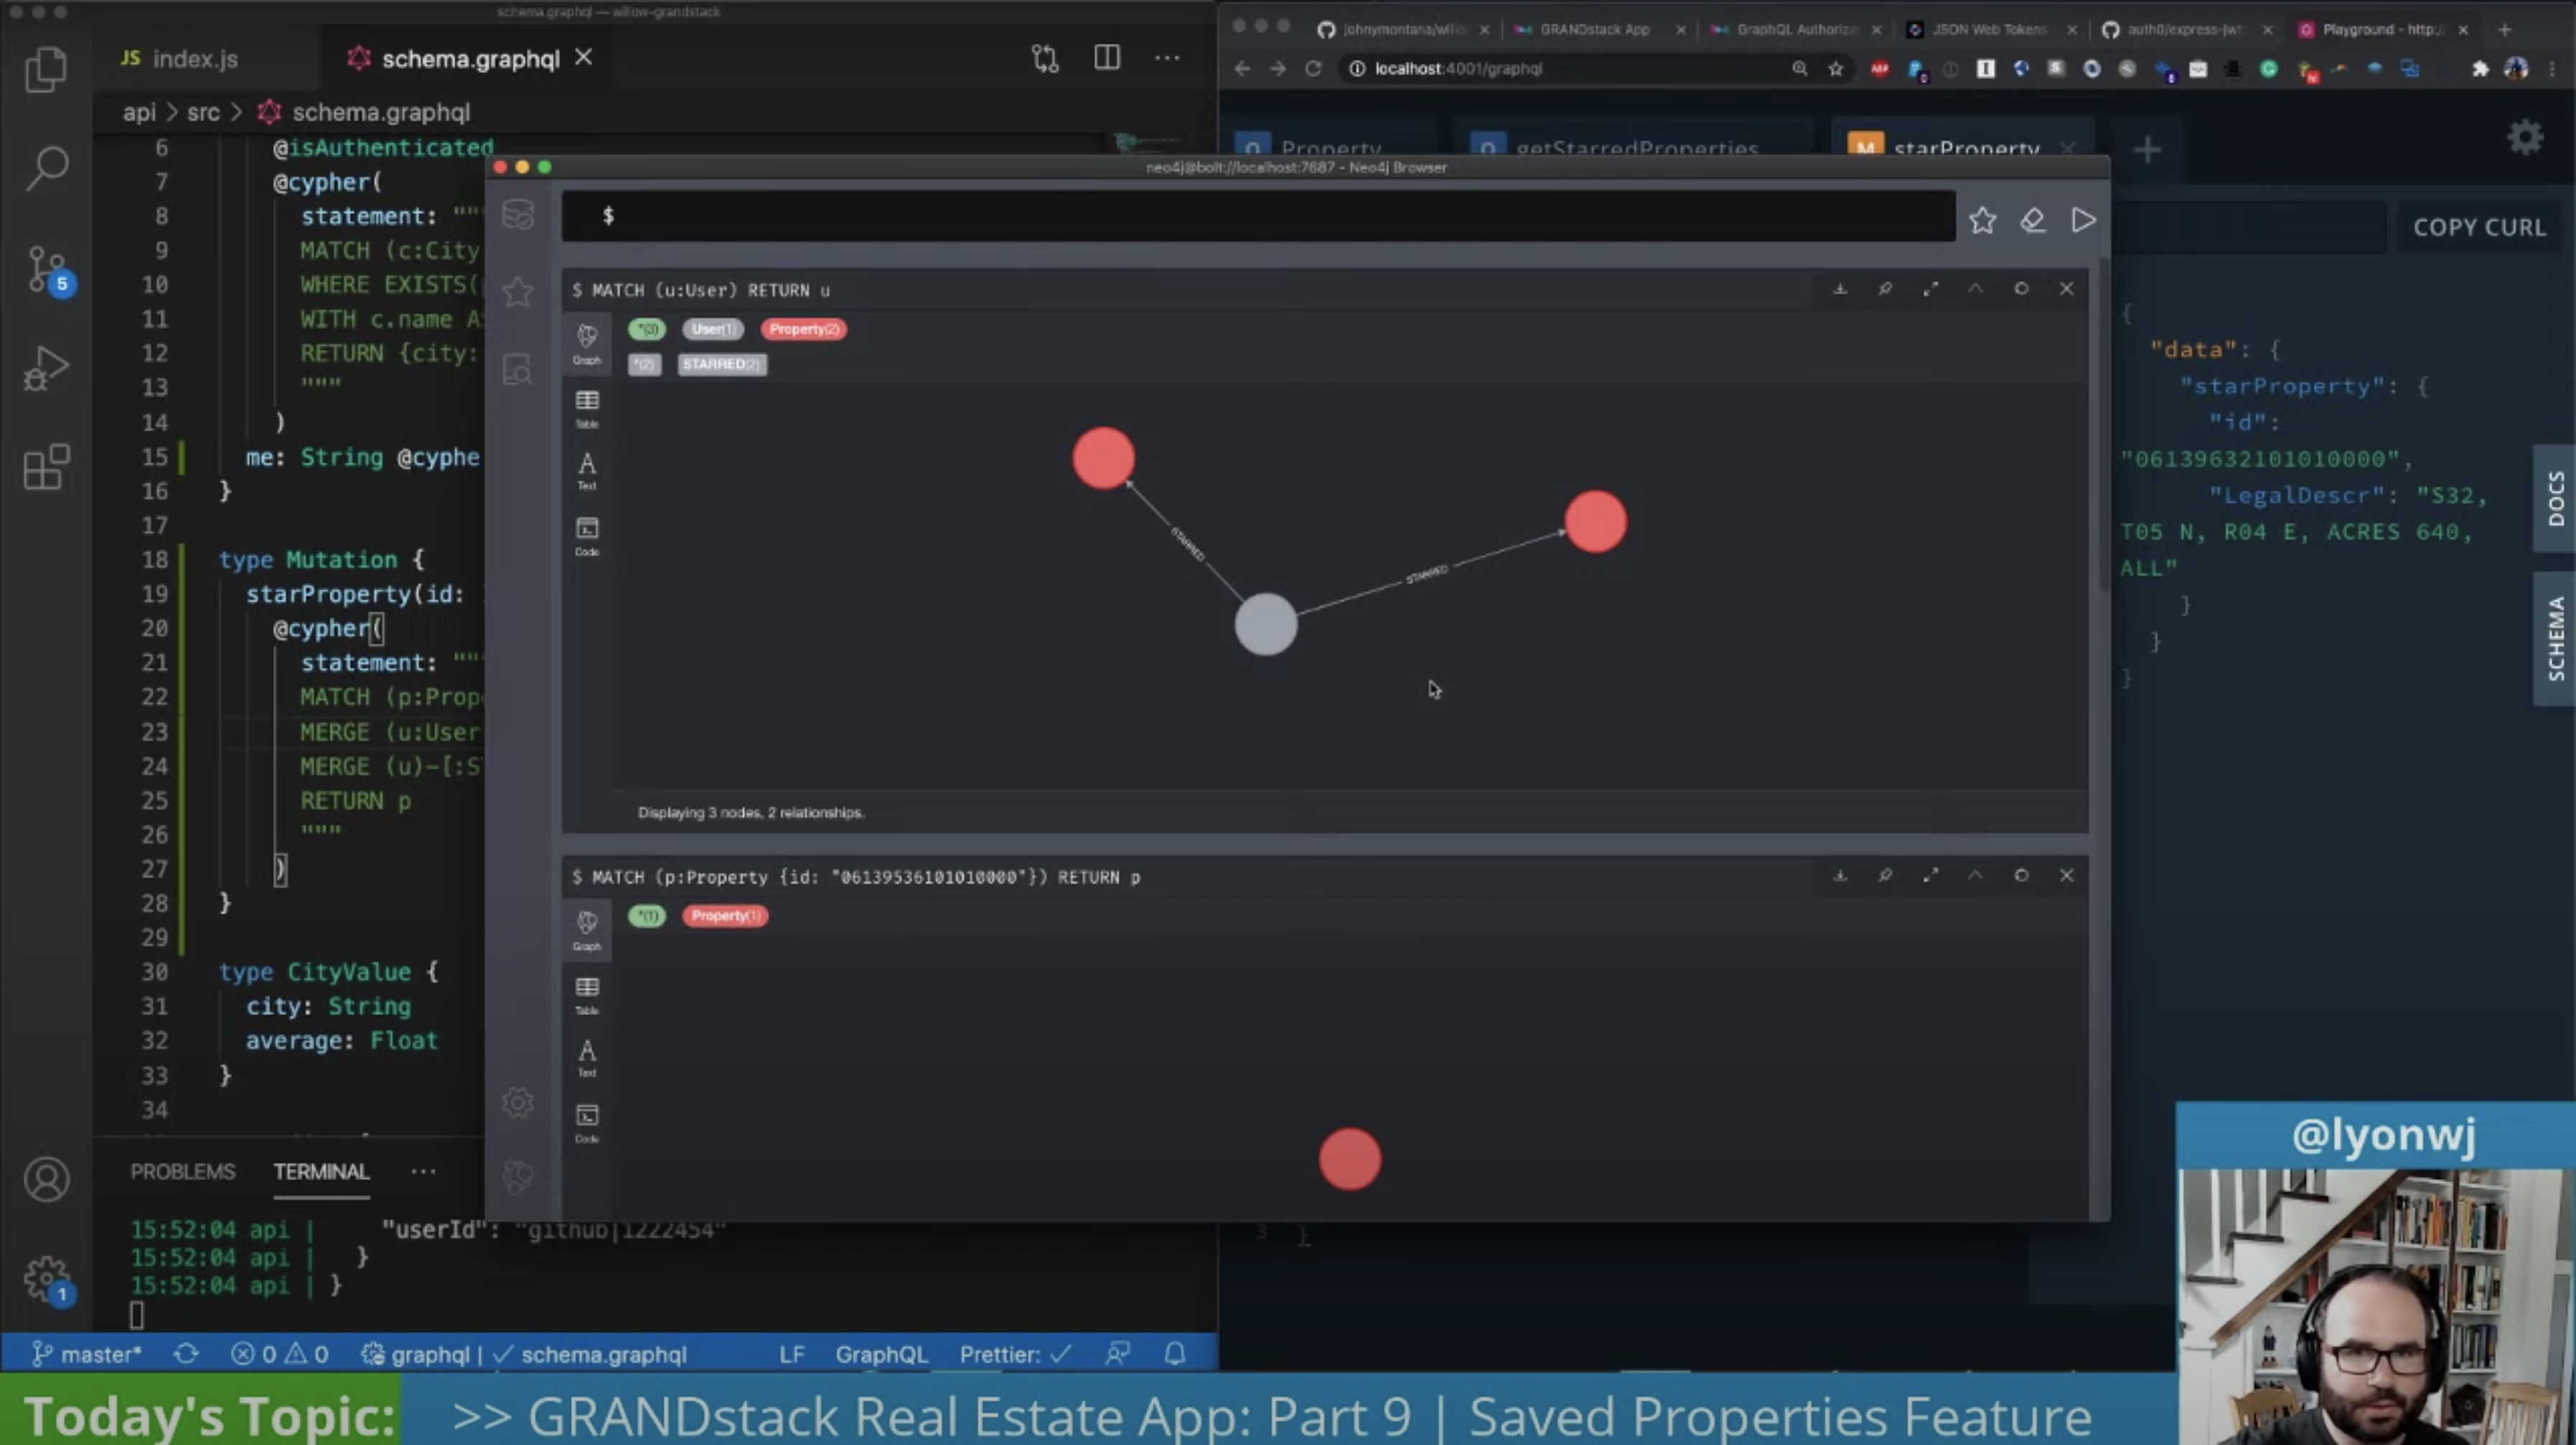 schema.graphql — willow-grandstack
JS index.js
schema.graphql
api > src > schema.graphql
6 @isAuthenticated
7 @cypher(
8 statement: """
9 MATCH (c:City
10 WHERE EXISTS(
11 WITH c.name AS
12 RETURN {city:
13 """
14 )
15 me: String @cyphe
16 }
17
18 type Mutation {
19 starProperty(id:
20 @cypher(
21 statement: """
22 MATCH (p:Prope
23 MERGE (u:User
24 MERGE (u)-[:S
25 RETURN p
26 """
27 )
28 }
29
30 type CityValue {
31 city: String
32 average: Float
33 }
34
5
1
PROBLEMS TERMINAL ...
15:52:04 api | "userId": "github|1222454"
15:52:04 api | }
15:52:04 api | }
master* 0 0 graphql | ✓ schema.graphql LF GraphQL Prettier: ✓
neo4j@bolt://localhost:7687 - Neo4j Browser
$
$ MATCH (u:User) RETURN u
*(3) User(1) Property(2)
*(2) STARRED(2)
Graph
Table
Text
Code
STARRED
STARRED
Displaying 3 nodes, 2 relationships.
$ MATCH (p:Property {id: "06139536101010000"}) RETURN p
*(1) Property(1)
Graph
Table
Text
Code
johnymontana/willo
GRANDstack App
GraphQL Authoriza
JSON Web Tokens
auth0/express-jwt
Playground - http:/
localhost:4001/graphql
Q Property
Q getStarredProperties
M starProperty
COPY CURL
{
"data": {
"starProperty": {
"id":
"06139632101010000",
"LegalDescr": "S32,
T05 N, R04 E, ACRES 640,
ALL"
}
}
}
DOCS
SCHEMA
3 }
@lyonwj
Today's Topic: >> GRANDstack Real Estate App: Part 9 | Saved Properties Feature